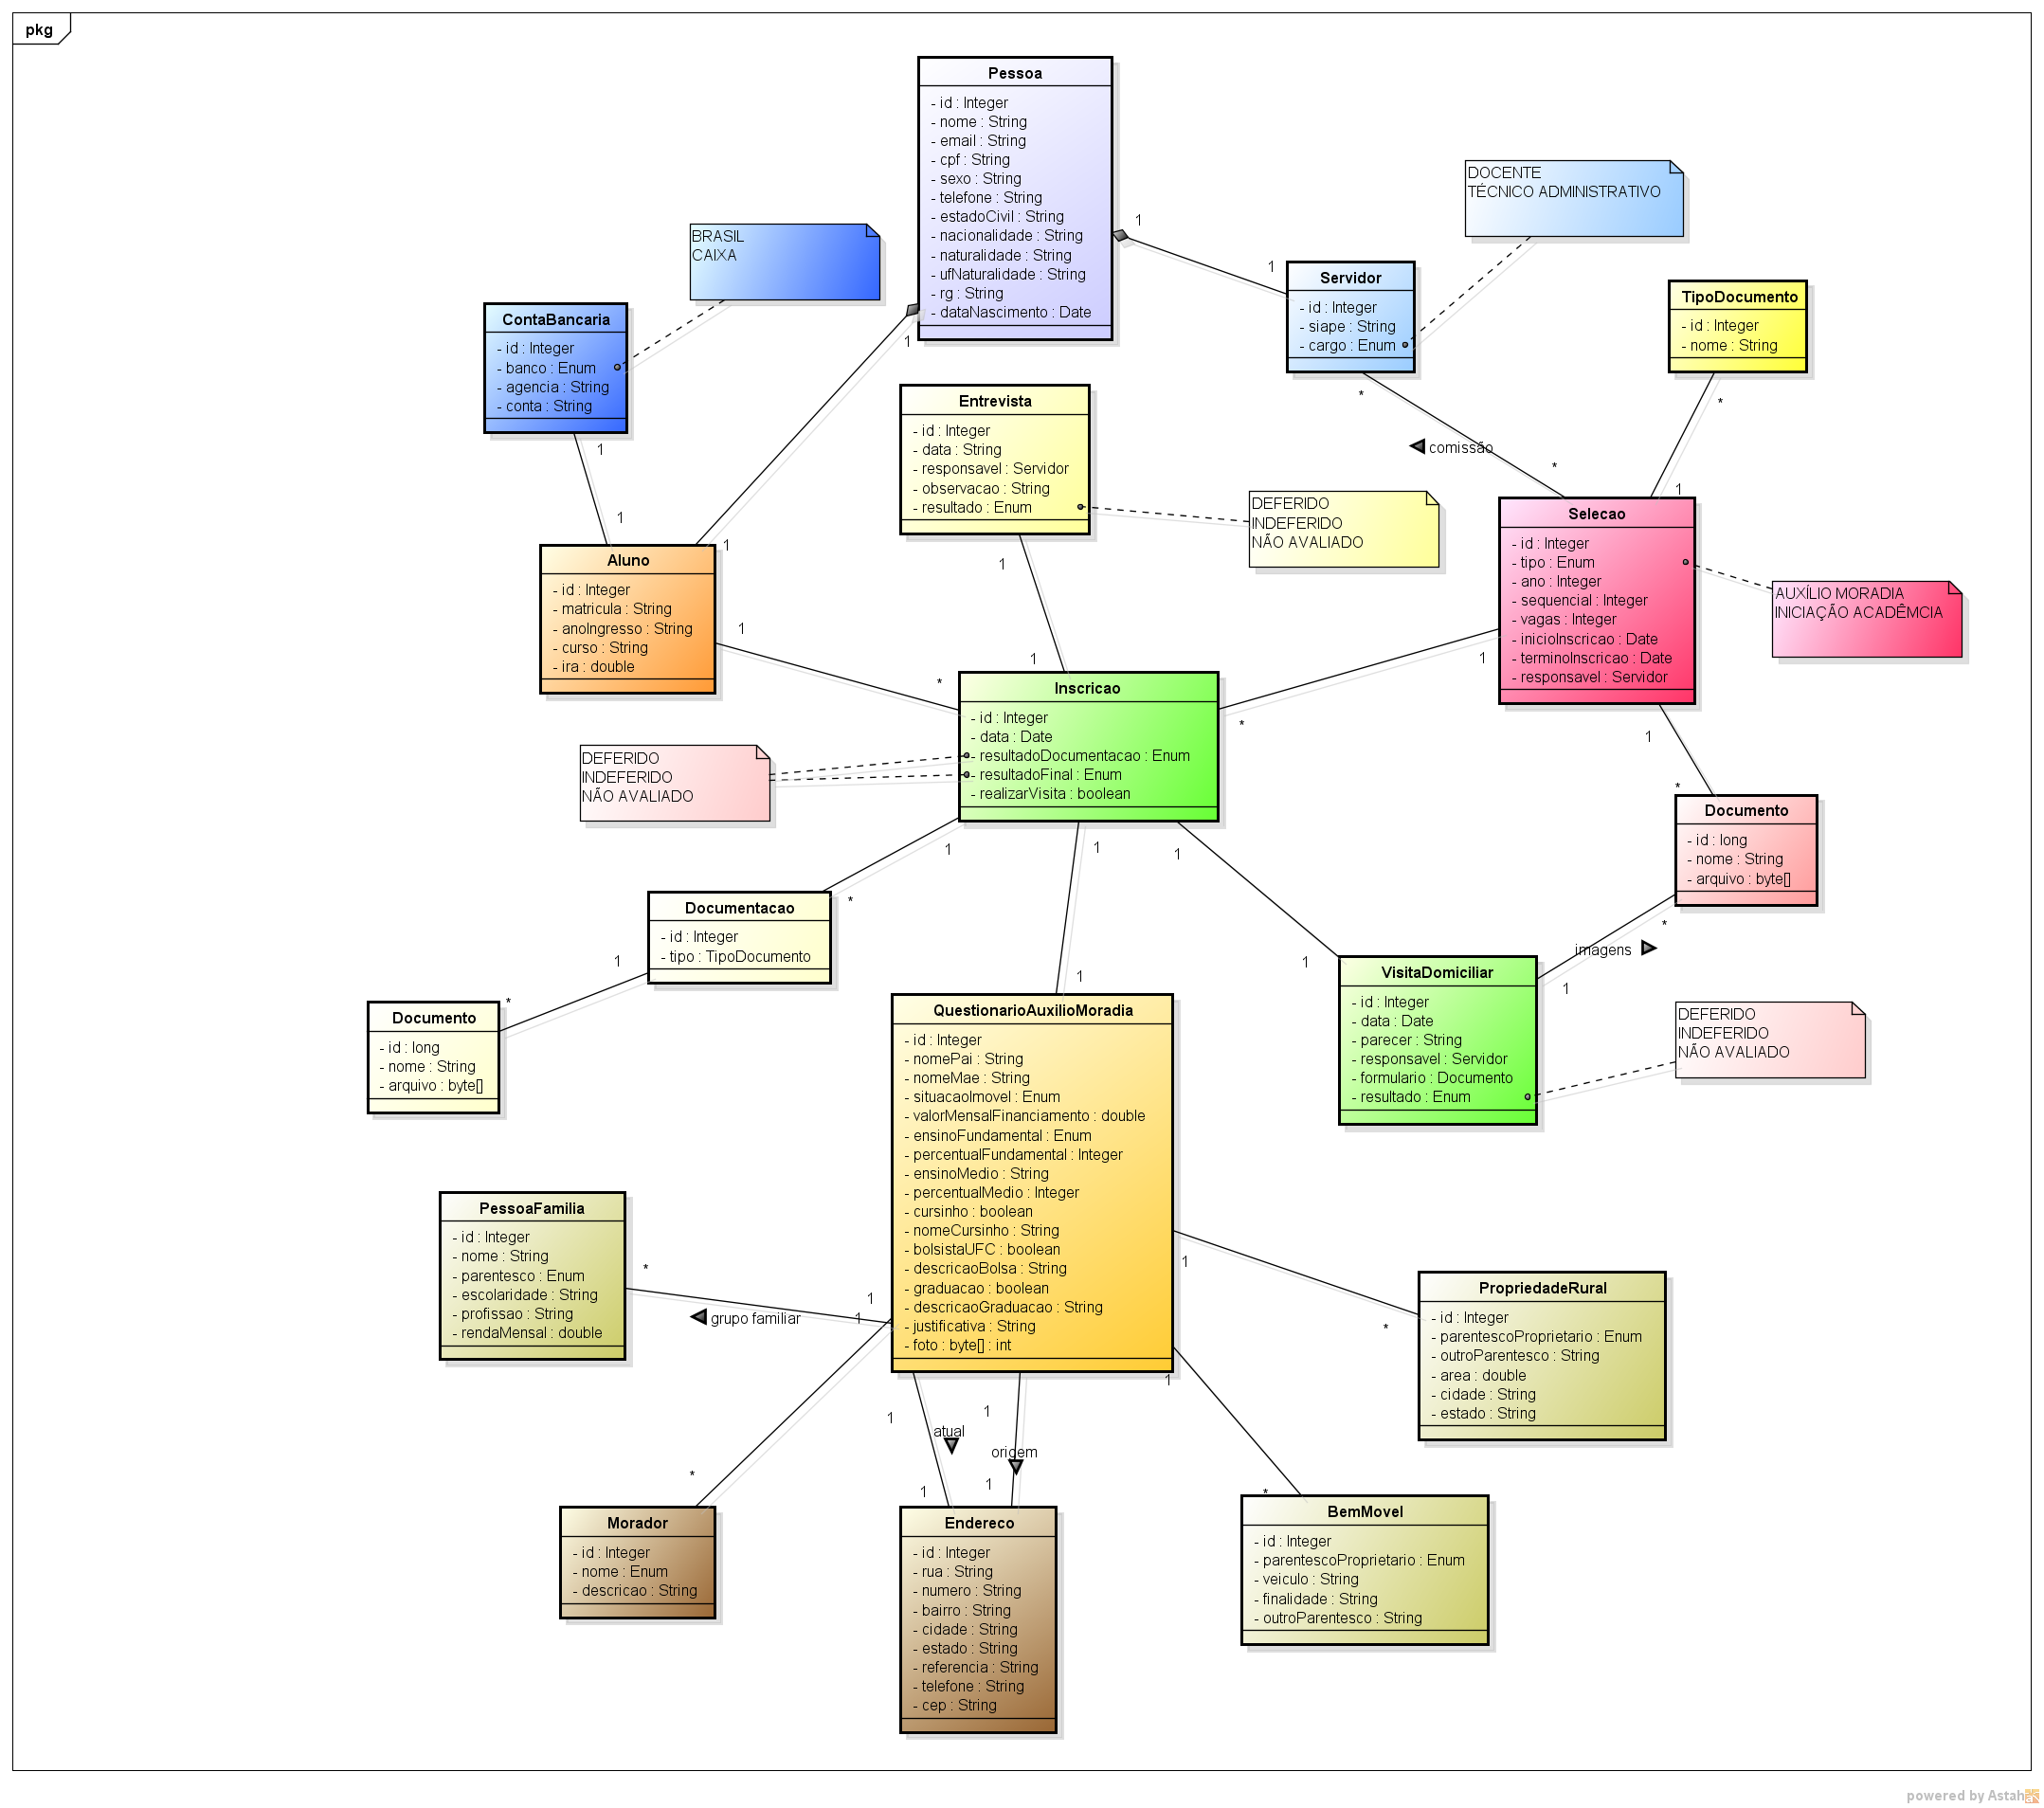 pkg
Pessoa
- id : Integer
- nome : String
- email : String
- cpf : String
- sexo : String
- telefone : String
- estadoCivil : String
- nacionalidade : String
- naturalidade : String
- ufNaturalidade : String
- rg : String
- dataNascimento : Date
1
1
1
1
DOCENTE
TÉCNICO ADMINISTRATIVO
BRASIL
CAIXA
Servidor
- id : Integer
- siape : String
- cargo : Enum
TipoDocumento
- id : Integer
- nome : String
ContaBancaria
- id : Integer
- banco : Enum
- agencia : String
- conta : String
1
1
Entrevista
- id : Integer
- data : String
- responsavel : Servidor
- observacao : String
- resultado : Enum
1
1
*
comissão
*
*
1
DEFERIDO
INDEFERIDO
NÃO AVALIADO
Selecao
- id : Integer
- tipo : Enum
- ano : Integer
- sequencial : Integer
- vagas : Integer
- inicioInscricao : Date
- terminoInscricao : Date
- responsavel : Servidor
AUXÍLIO MORADIA
INICIAÇÃO ACADÊMCIA
Aluno
- id : Integer
- matricula : String
- anoIngresso : String
- curso : String
- ira : double
1
*
1
*
Inscricao
- id : Integer
- data : Date
- resultadoDocumentacao : Enum
- resultadoFinal : Enum
- realizarVisita : boolean
DEFERIDO
INDEFERIDO
NÃO AVALIADO
1
*
Documento
- id : long
- nome : String
- arquivo : byte[]
1
*
1
1
1
1
Documentacao
- id : Integer
- tipo : TipoDocumento
1
*
Documento
- id : long
- nome : String
- arquivo : byte[]
*
imagens
1
VisitaDomiciliar
- id : Integer
- data : Date
- parecer : String
- responsavel : Servidor
- formulario : Documento
- resultado : Enum
DEFERIDO
INDEFERIDO
NÃO AVALIADO
QuestionarioAuxilioMoradia
- id : Integer
- nomePai : String
- nomeMae : String
- situacaoImovel : Enum
- valorMensalFinanciamento : double
- ensinoFundamental : Enum
- percentualFundamental : Integer
- ensinoMedio : String
- percentualMedio : Integer
- cursinho : boolean
- nomeCursinho : String
- bolsistaUFC : boolean
- descricaoBolsa : String
- graduacao : boolean
- descricaoGraduacao : String
- justificativa : String
- foto : byte[] : int
PessoaFamilia
- id : Integer
- nome : String
- parentesco : Enum
- escolaridade : String
- profissao : String
- rendaMensal : double
*
grupo familiar
1
1
*
1
*
PropriedadeRural
- id : Integer
- parentescoProprietario : Enum
- outroParentesco : String
- area : double
- cidade : String
- estado : String
1
*
1
atual
1
1
origem
1
Morador
- id : Integer
- nome : Enum
- descricao : String
Endereco
- id : Integer
- rua : String
- numero : String
- bairro : String
- cidade : String
- estado : String
- referencia : String
- telefone : String
- cep : String
BemMovel
- id : Integer
- parentescoProprietario : Enum
- veiculo : String
- finalidade : String
- outroParentesco : String
powered by Astah